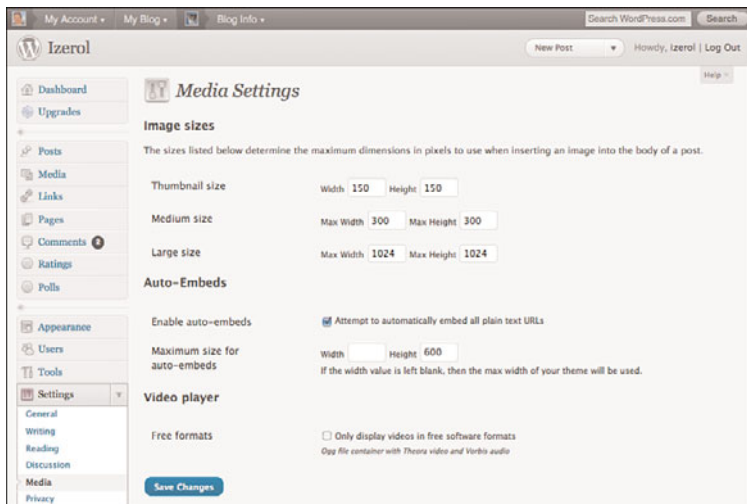 My Account ▾ My Blog ▾ Blog Info ▾ Search WordPress.com Search
Izerol New Post ▾ Howdy, Izerol | Log Out
Help
Dashboard
Upgrades
Posts
Media
Links
Pages
Comments 2
Ratings
Polls
Appearance
Users
Tools
Settings
General
Writing
Reading
Discussion
Media
Privacy
Media Settings
Image sizes
The sizes listed below determine the maximum dimensions in pixels to use when inserting an image into the body of a post.
Thumbnail size Width 150 Height 150
Medium size Max Width 300 Max Height 300
Large size Max Width 1024 Max Height 1024
Auto-Embeds
Enable auto-embeds Attempt to automatically embed all plain text URLs
Maximum size for auto-embeds Width Height 600
If the width value is left blank, then the max width of your theme will be used.
Video player
Free formats Only display videos in free software formats
Ogg file container with Theora video and Vorbis audio
Save Changes